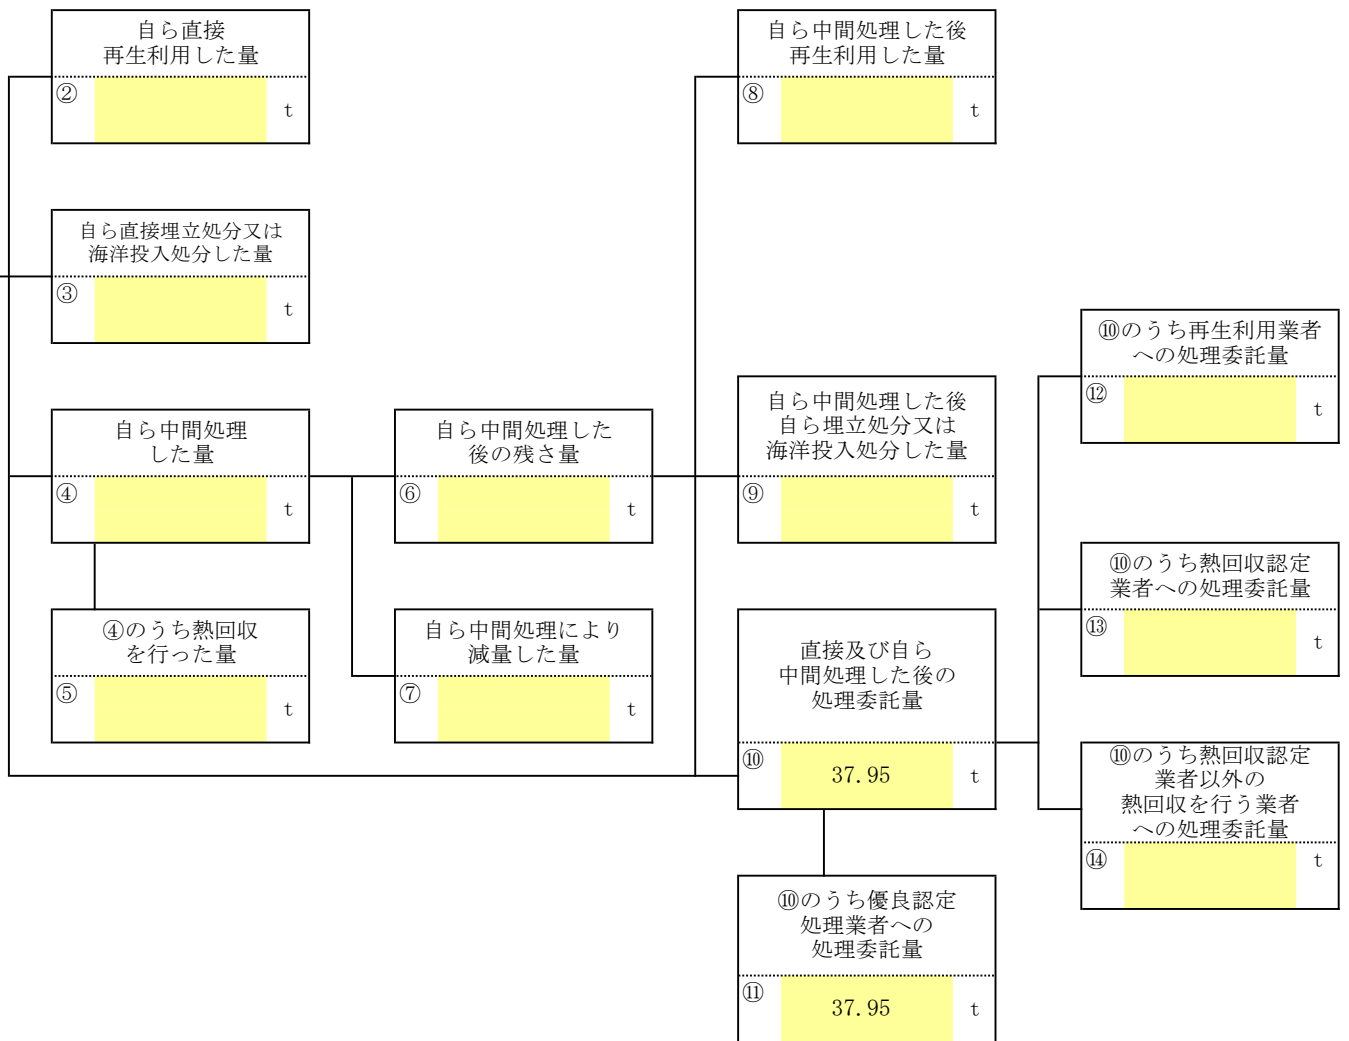 自ら直接
再生利用した量
②
t
自ら中間処理した後
再生利用した量
⑧
t
自ら直接埋立処分又は
海洋投入処分した量
③
t
⑩のうち再生利用業者
への処理委託量
⑫
t
自ら中間処理
した量
④
t
自ら中間処理した
後の残さ量
⑥
t
自ら中間処理した後
自ら埋立処分又は
海洋投入処分した量
⑨
t
⑩のうち熱回収認定
業者への処理委託量
⑬
t
④のうち熱回収
を行った量
⑤
t
自ら中間処理により
減量した量
⑦
t
直接及び自ら
中間処理した後の
処理委託量
⑩
37.95 t
⑩のうち熱回収認定
業者以外の
熱回収を行う業者
への処理委託量
⑭
t
⑩のうち優良認定
処理業者への
処理委託量
⑪
37.95 t